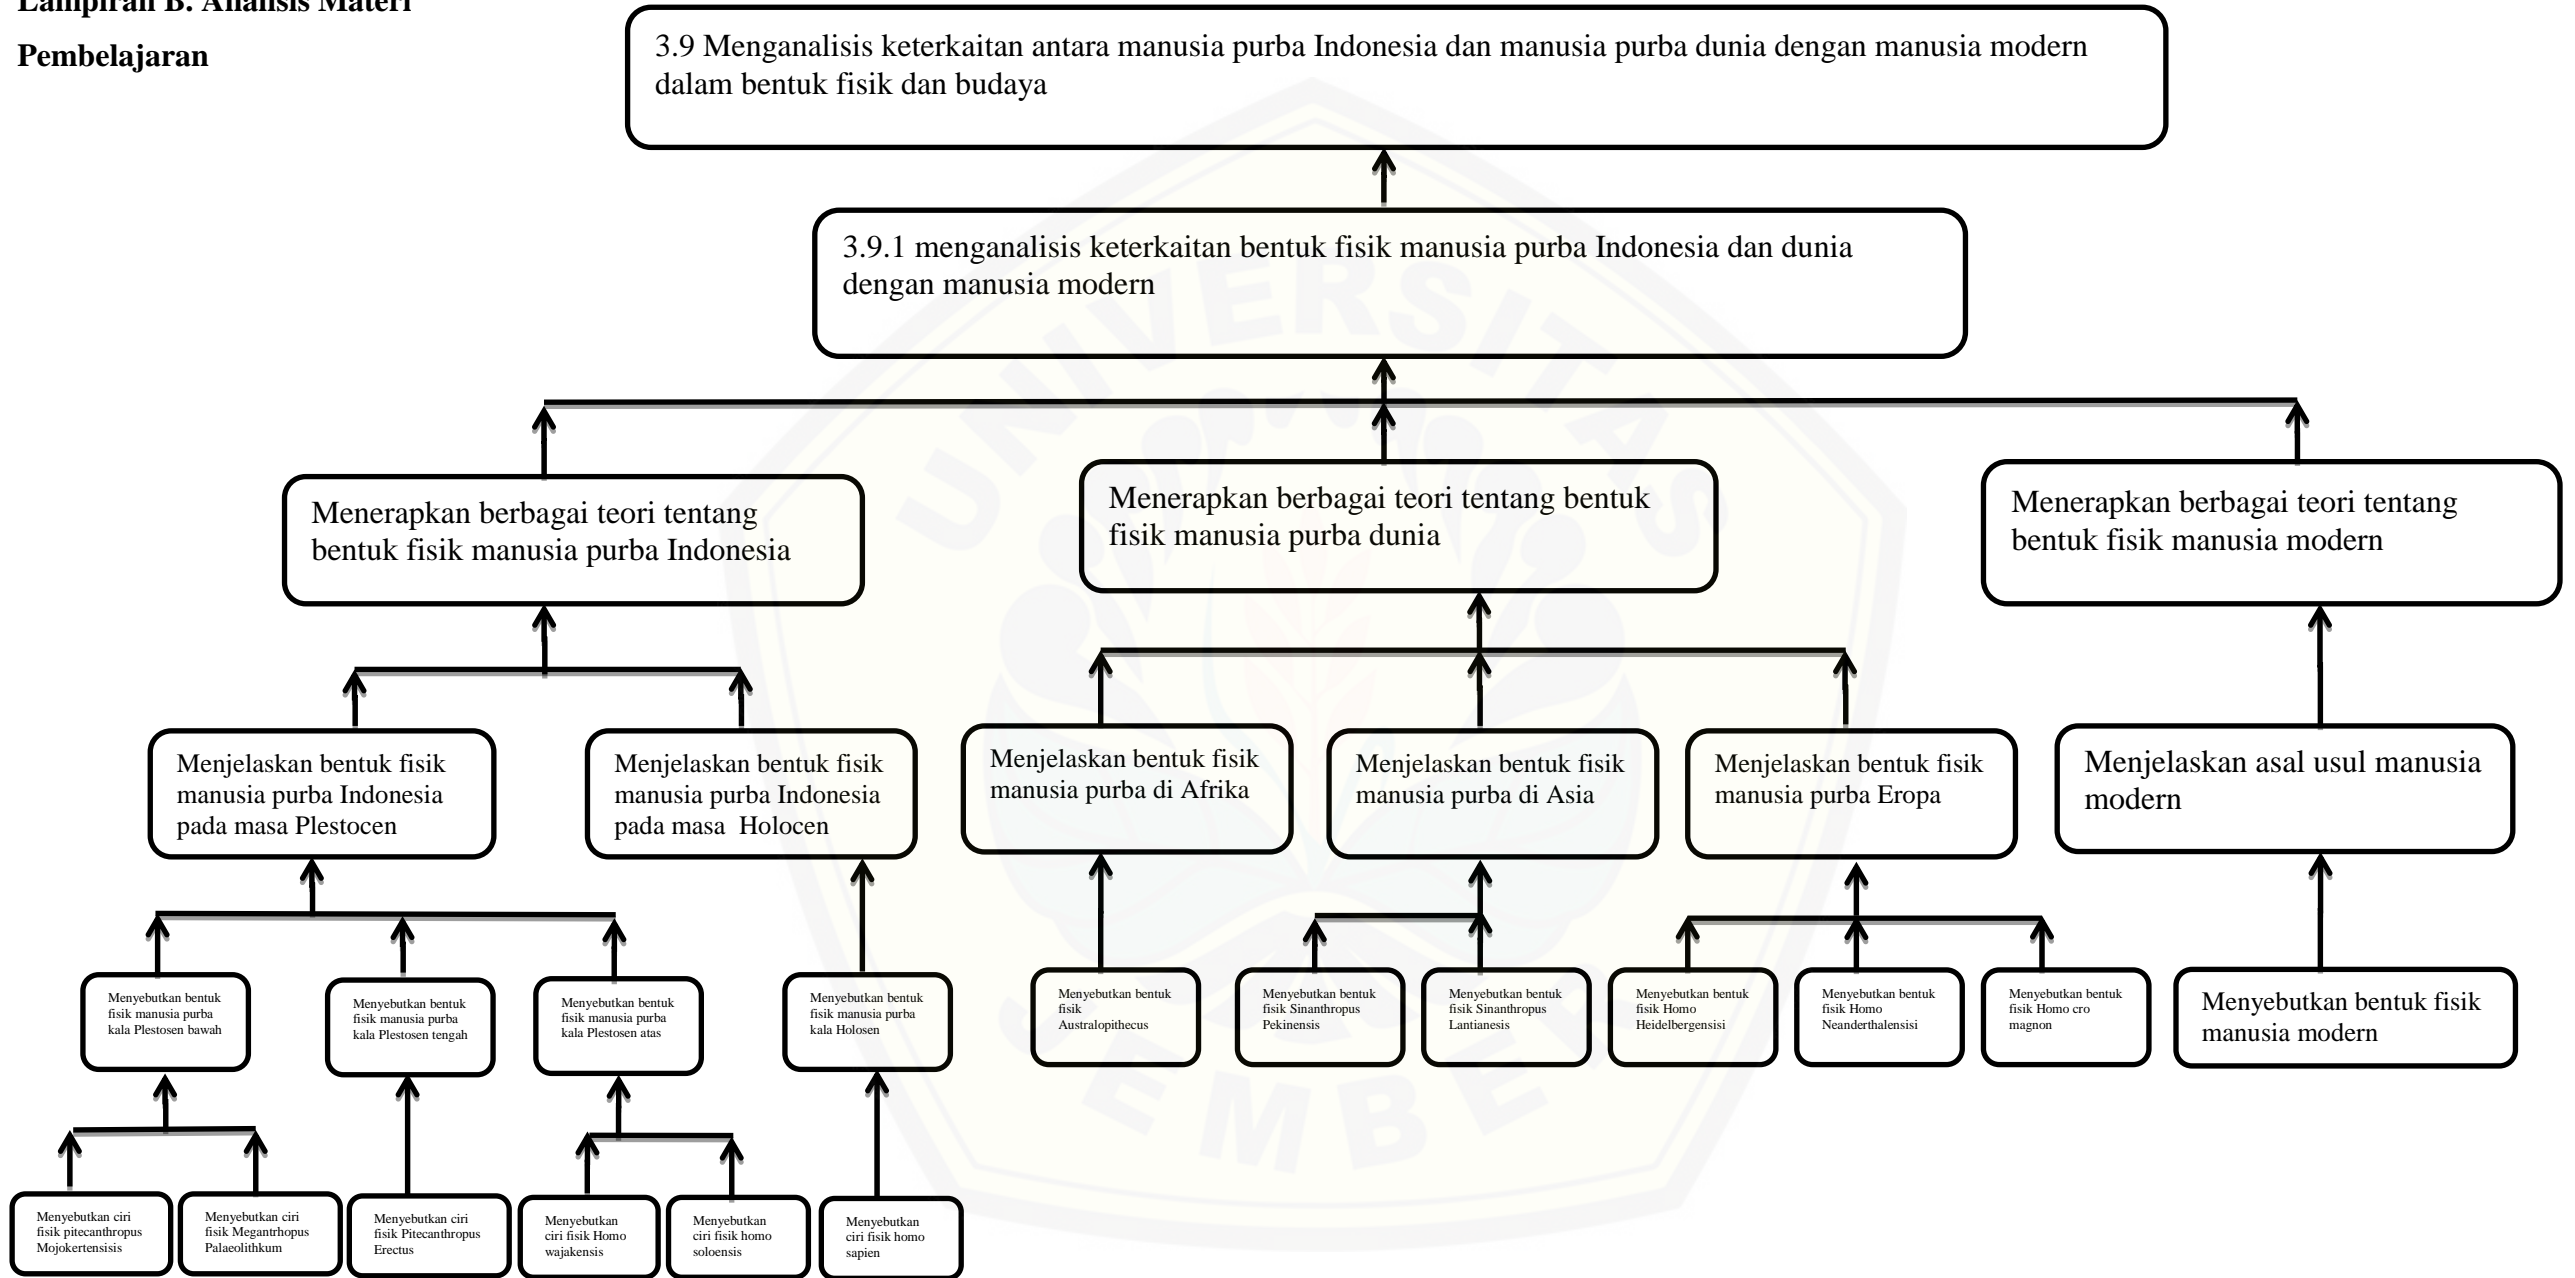 Lampiran B. Analisis Materi
Pembelajaran
3.9 Menganalisis keterkaitan antara manusia purba Indonesia dan manusia purba dunia dengan manusia modern
dalam bentuk fisik dan budaya
3.9.1 menganalisis keterkaitan bentuk fisik manusia purba Indonesia dan dunia
dengan manusia modern
Menerapkan berbagai teori tentang
bentuk fisik manusia purba Indonesia
Menerapkan berbagai teori tentang bentuk
fisik manusia purba dunia
Menerapkan berbagai teori tentang
bentuk fisik manusia modern
Menjelaskan bentuk fisik
manusia purba Indonesia
pada masa Plestocen
Menjelaskan bentuk fisik
manusia purba Indonesia
pada masa  Holocen
Menjelaskan bentuk fisik
manusia purba di Afrika
Menjelaskan bentuk fisik
manusia purba di Asia
Menjelaskan bentuk fisik
manusia purba Eropa
Menjelaskan asal usul manusia
modern
Menyebutkan bentuk
fisik manusia purba
kala Plestosen bawah
Menyebutkan bentuk
fisik manusia purba
kala Plestosen tengah
Menyebutkan bentuk
fisik manusia purba
kala Plestosen atas
Menyebutkan bentuk
fisik manusia purba
kala Holosen
Menyebutkan bentuk
fisik
Australopithecus
Menyebutkan bentuk
fisik Sinanthropus
Pekinensis
Menyebutkan bentuk
fisik Sinanthropus
Lantianesis
Menyebutkan bentuk
fisik Homo
Heidelbergensisi
Menyebutkan bentuk
fisik Homo
Neanderthalensisi
Menyebutkan bentuk
fisik Homo cro
magnon
Menyebutkan bentuk fisik
manusia modern
Menyebutkan ciri
fisik pitecanthropus
Mojokertensisis
Menyebutkan ciri
fisik Megantrhopus
Palaeolithkum
Menyebutkan ciri
fisik Pitecanthropus
Erectus
Menyebutkan
ciri fisik Homo
wajakensis
Menyebutkan
ciri fisik homo
soloensis
Menyebutkan
ciri fisik homo
sapien
UNIVERSITAS
JEMBER